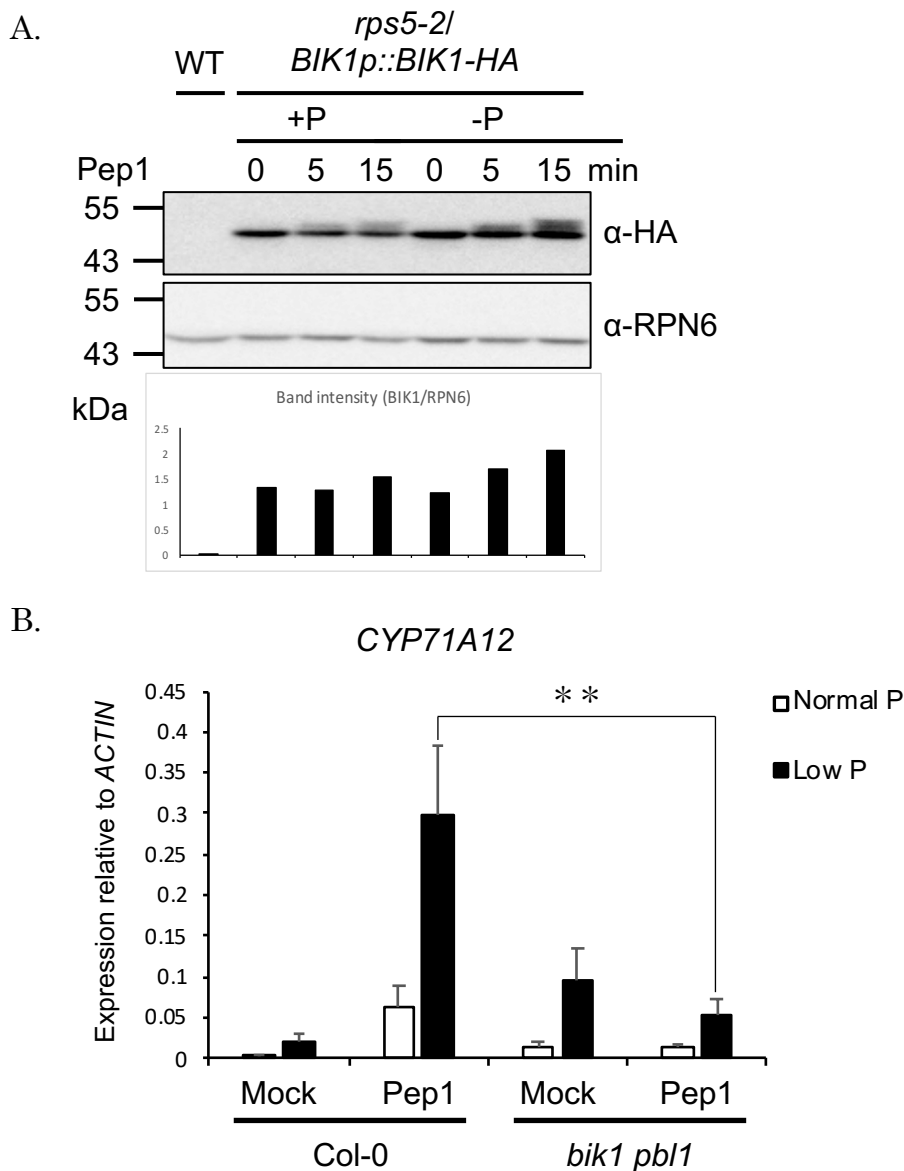 A.
rps5-2/
WT BIK1p::BIK1-HA
+P -P
Pep1 0 5 15 0 5 15 min
55
43
α-HA
55
43
α-RPN6
kDa
Band intensity (BIK1/RPN6)
2.5
2
1.5
1
0.5
0
B.
CYP71A12
Expression relative to ACTIN
0.45
0.4
0.35
0.3
0.25
0.2
0.15
0.1
0.05
0
**
Normal P
Low P
Mock Pep1 Mock Pep1
Col-0 bik1 pbl1